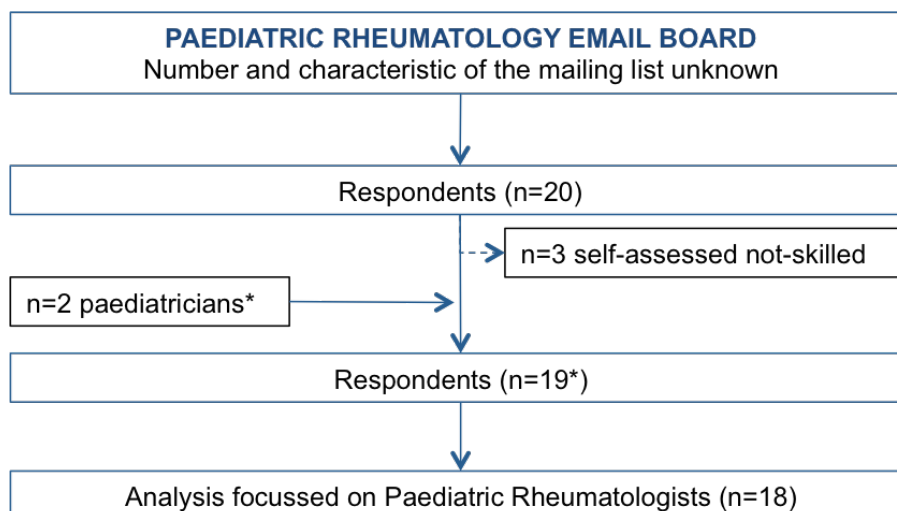 PAEDIATRIC RHEUMATOLOGY EMAIL BOARD
Number and characteristic of the mailing list unknown
Respondents (n=20)
n=3 self-assessed not-skilled
n=2 paediatricians*
Respondents (n=19*)
Analysis focussed on Paediatric Rheumatologists (n=18)